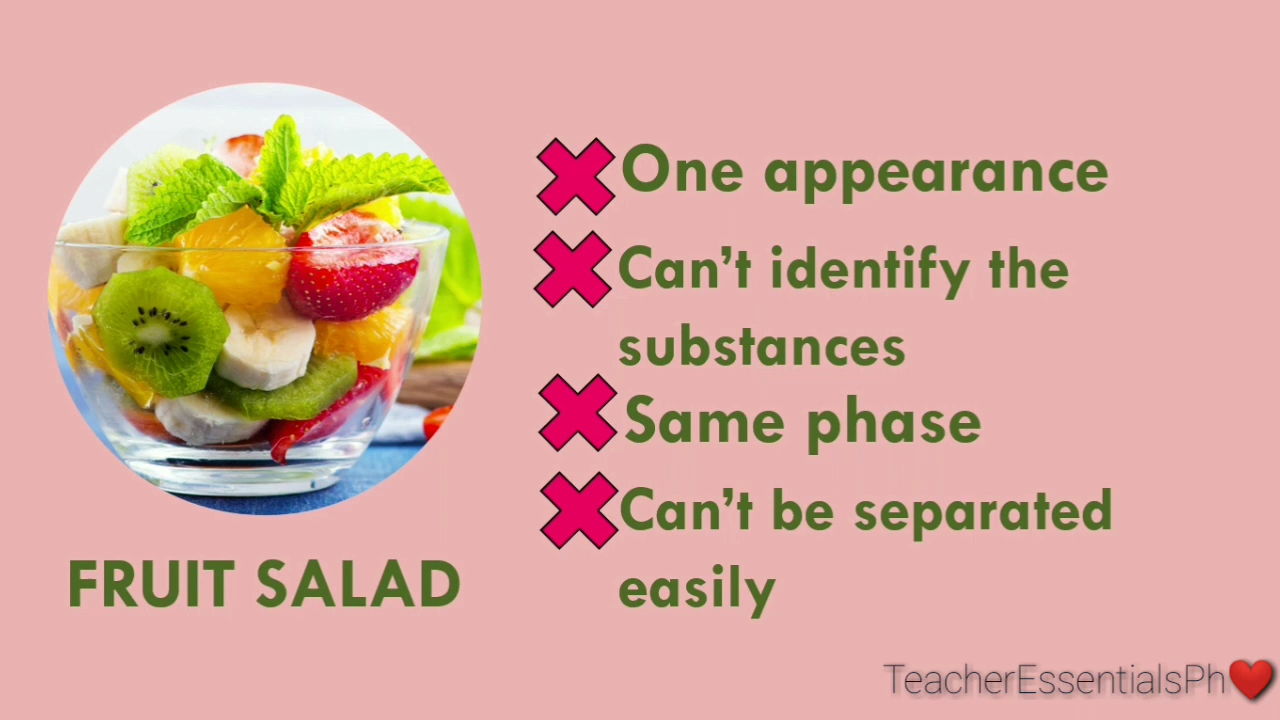 One appearance
Can’t identify the
substances
Same phase
Can’t be separated
easily
FRUIT SALAD
TeacherEssentialsPh